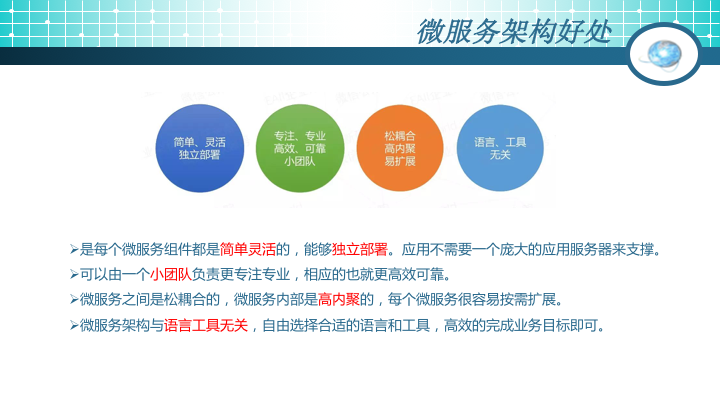 微服务架构好处
简单、灵活
独立部署
专注、专业
高效、可靠
小团队
松耦合
高内聚
易扩展
语言、工具
无关
➢是每个微服务组件都是简单灵活的，能够独立部署。应用不需要一个庞大的应用服务器来支撑。
➢可以由一个小团队负责更专注专业，相应的也就更高效可靠。
➢微服务之间是松耦合的，微服务内部是高内聚的，每个微服务很容易按需扩展。
➢微服务架构与语言工具无关，自由选择合适的语言和工具，高效的完成业务目标即可。